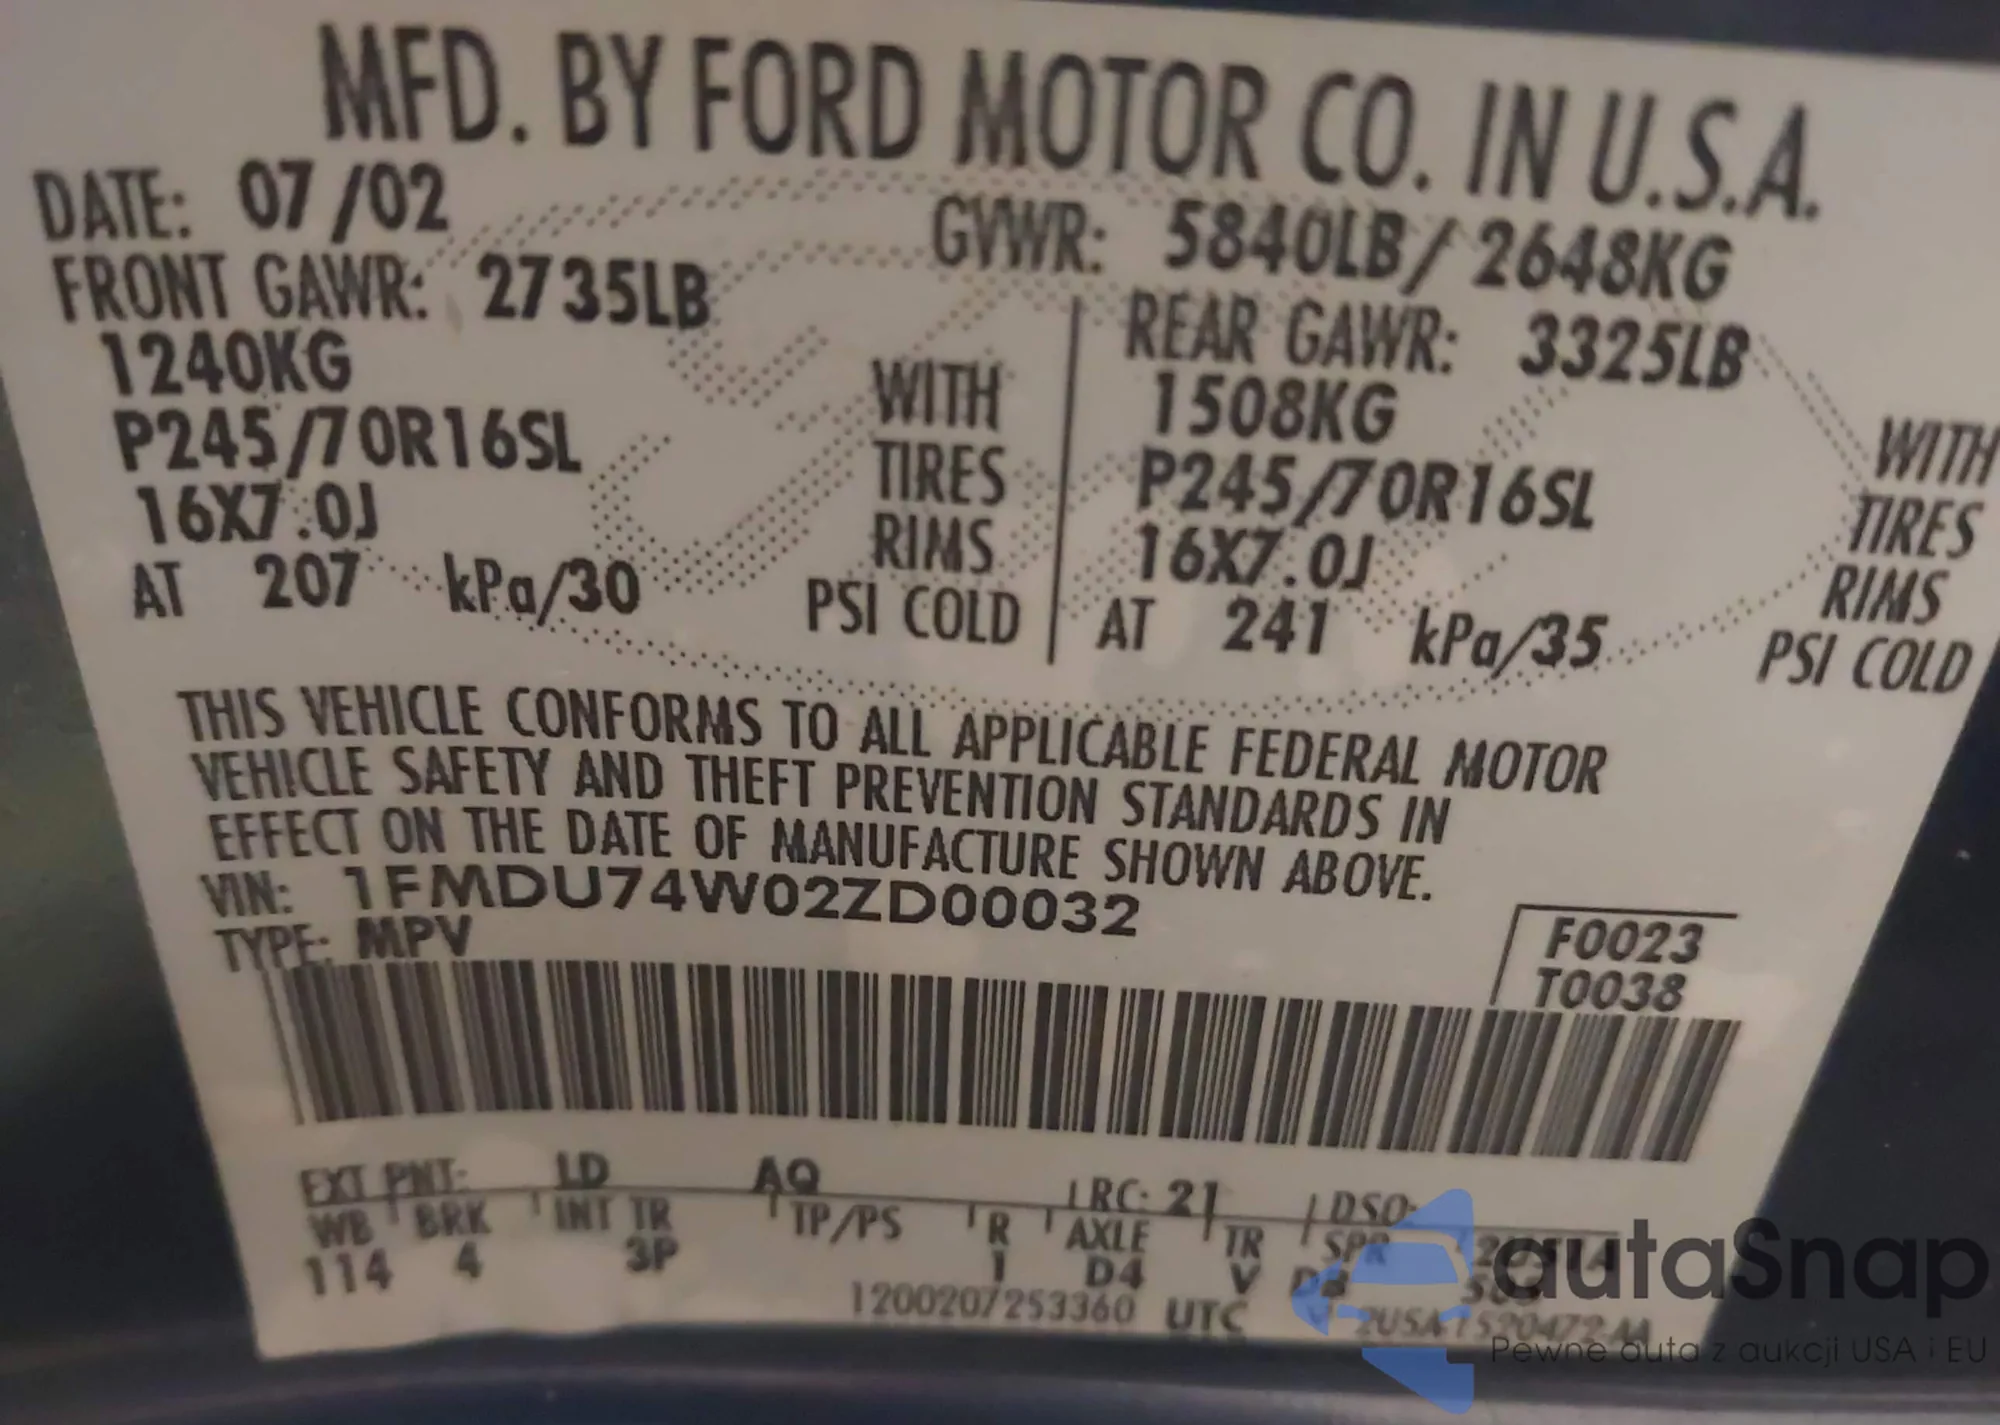 MFD. BY FORD MOTOR CO. IN U.S.A.
DATE: 07/02
GVWR: 5840LB/2648KG
FRONT GAWR: 2735LB
1240KG
WITH
P245/70R16SL
TIRES
16X7.0J
RIMS
AT 207 kPa/30
PSI COLD
REAR GAWR: 3325LB
1508KG
WITH
P245/70R16SL
TIRES
16X7.0J
RIMS
AT 241 kPa/35
PSI COLD
THIS VEHICLE CONFORMS TO ALL APPLICABLE FEDERAL MOTOR
VEHICLE SAFETY AND THEFT PREVENTION STANDARDS IN
EFFECT ON THE DATE OF MANUFACTURE SHOWN ABOVE.
VIN: 1FMDU74W02ZD00032
TYPE: MPV
F0023
T0038
EXT PNT: LD AQ RC: 21 DSO:
WB BRK INT TR TP/PS R AXLE TR SPR
114 4 3P 1 D4 V
1200207253360 UTC
autaSnap
Pewne auta z aukcji USA i EU